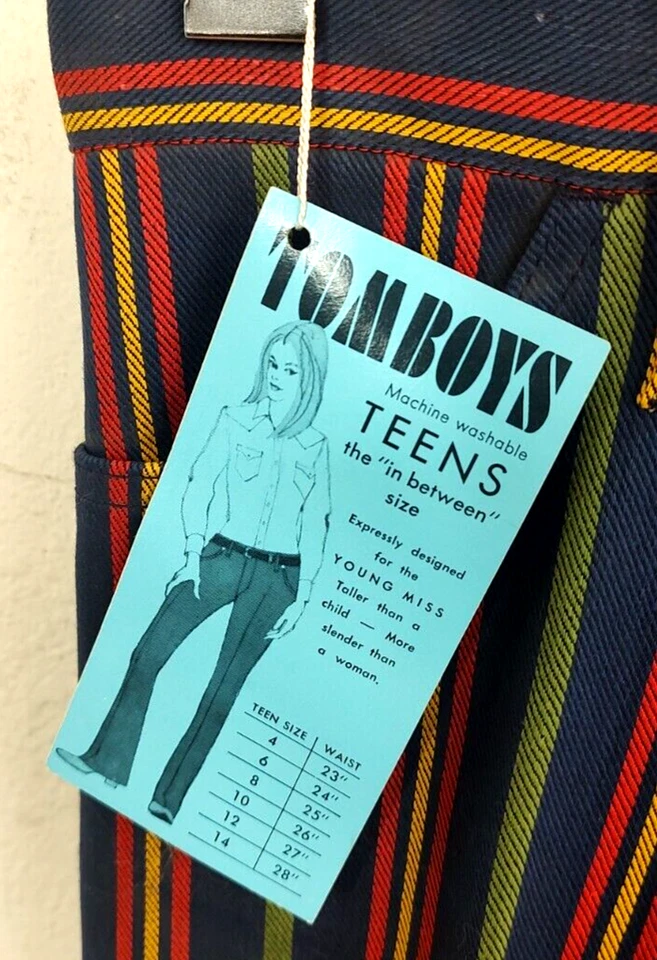 TOMBOYS
Machine washable
TEENS
the "in between"
size
Expressly designed
for the
YOUNG MISS
Taller than a
child — More
slender than
a woman.
TEEN SIZE WAIST
4 23"
6 24"
8 25"
10 26"
12 27"
14 28"